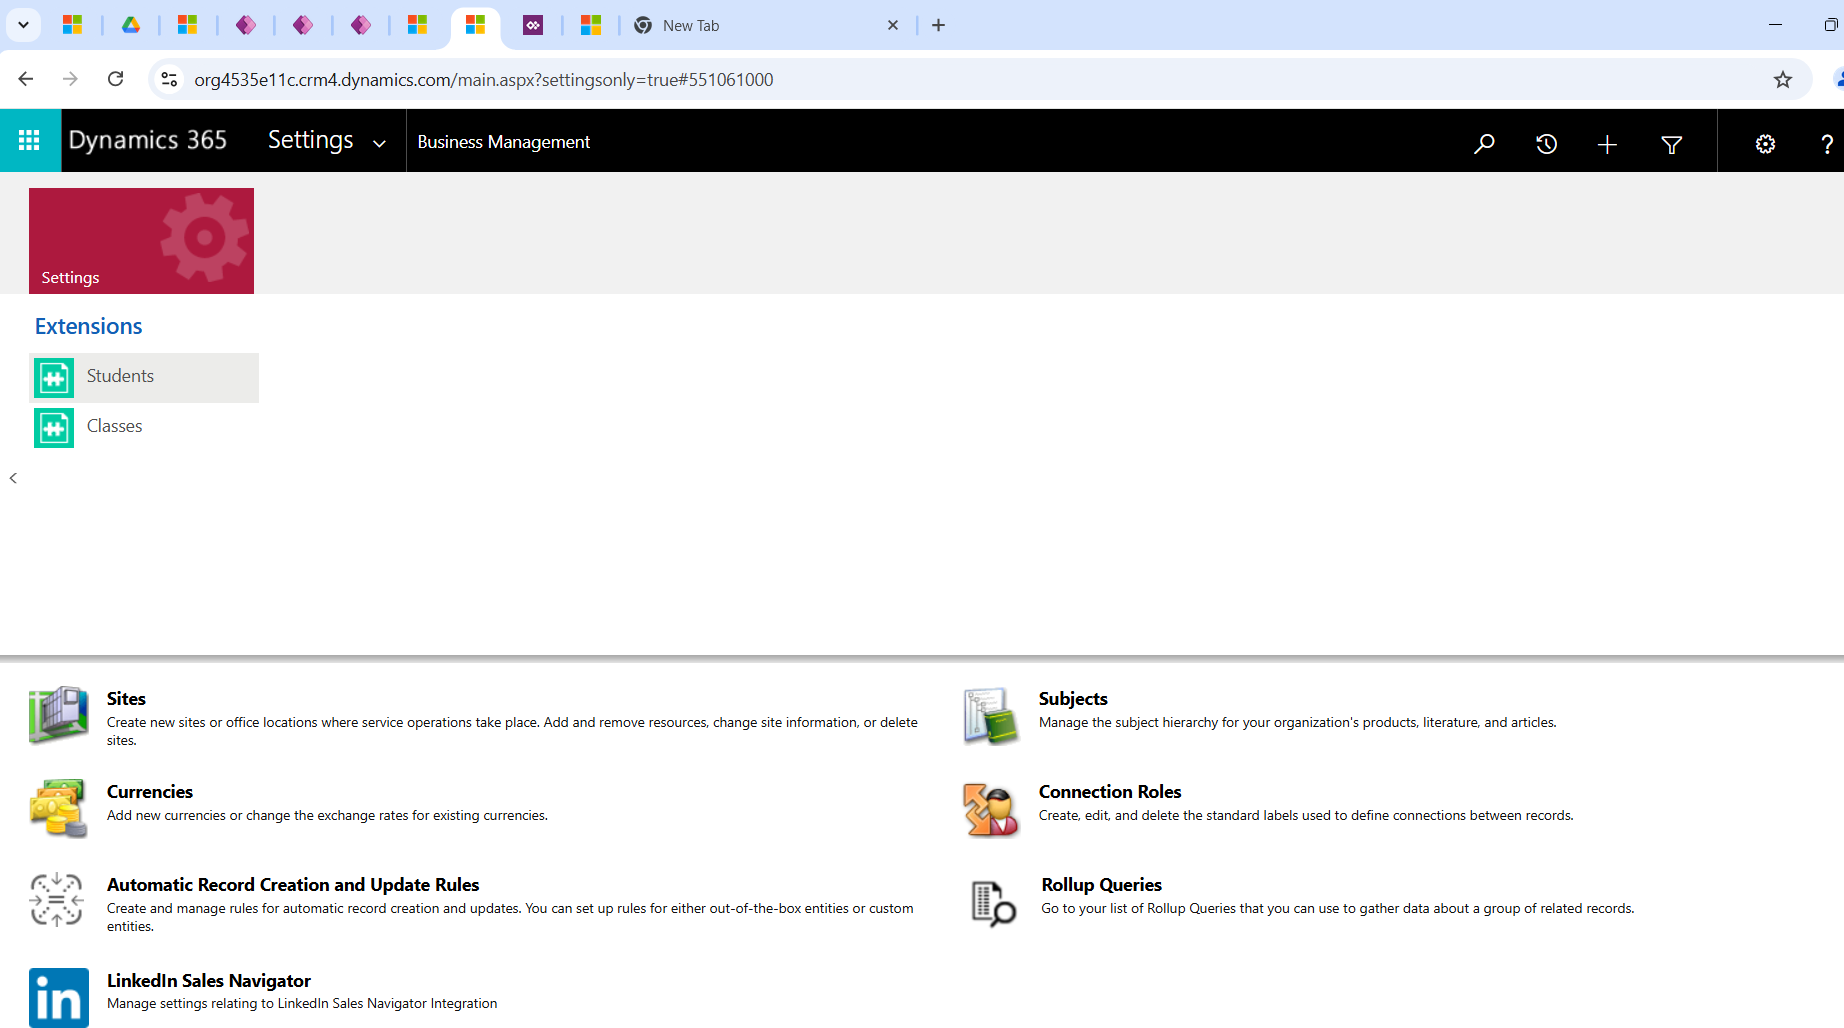 New Tab
org4535e11c.crm4.dynamics.com/main.aspx?settingsonly=true#551061000
Dynamics 365 Settings Business Management
?
Settings
Extensions
Students
Classes
Sites
Create new sites or office locations where service operations take place. Add and remove resources, change site information, or delete
sites.
Subjects
Manage the subject hierarchy for your organization's products, literature, and articles.
Currencies
Add new currencies or change the exchange rates for existing currencies.
Connection Roles
Create, edit, and delete the standard labels used to define connections between records.
Automatic Record Creation and Update Rules
Create and manage rules for automatic record creation and updates. You can set up rules for either out-of-the-box entities or custom
entities.
Rollup Queries
Go to your list of Rollup Queries that you can use to gather data about a group of related records.
in
LinkedIn Sales Navigator
Manage settings relating to LinkedIn Sales Navigator Integration